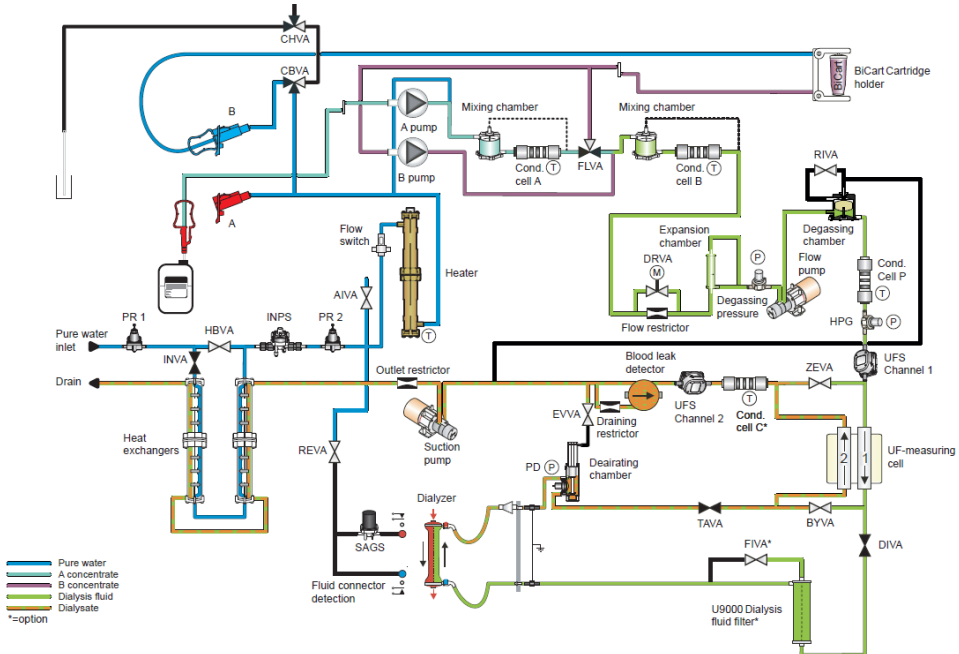 CHVA
CBVA
B
A pump
B pump
Mixing chamber
Cond.
cell A
T
FLVA
Mixing chamber
Cond.
cell B
T
BiCart
BiCart Cartridge
holder
RIVA
Degassing
chamber
A
Flow
switch
Heater
T
AIVA
Expansion
chamber
DRVA
M
P
Degassing
pressure
Flow
pump
Flow restrictor
Cond.
Cell P
T
HPG
P
PR 1
HBVA
INPS
PR 2
Pure water
inlet
INVA
Drain
Heat
exchangers
Outlet restrictor
Suction
pump
REVA
Blood leak
detector
EVVA
Draining
restrictor
UFS
Channel 2
T
Cond.
cell C*
ZEVA
UFS
Channel 1
2
1
UF-measuring
cell
PD
P
Deairating
chamber
TAVA
BYVA
DIVA
Dialyzer
SAGS
Fluid connector
detection
FIVA*
U9000 Dialysis
fluid filter*
Pure water
A concentrate
B concentrate
Dialysis fluid
Dialysate
*=option